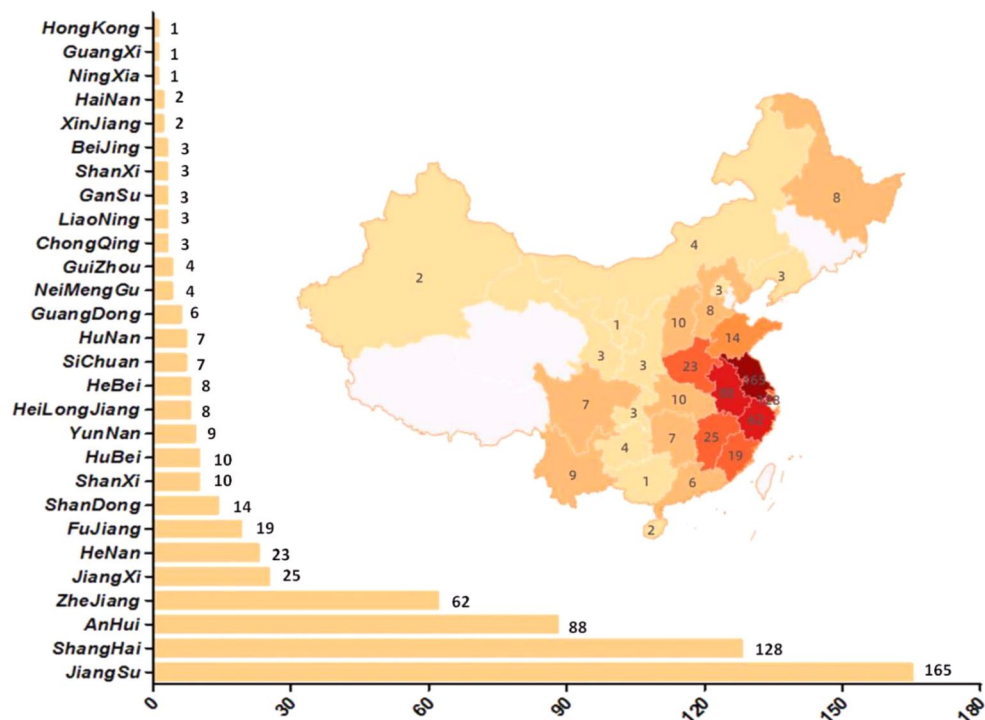 HongKong 1
GuangXi 1
NingXia 1
HaiNan 2
XinJiang 2
BeiJing 3
ShanXi 3
GanSu 3
LiaoNing 3
ChongQing 3
GuiZhou 4
NeiMengGu 4
GuangDong 6
HuNan 7
SiChuan 7
HeBei 8
HeiLongJiang 8
YunNan 9
HuBei 10
ShanXi 10
ShanDong 14
FuJiang 19
HeNan 23
JiangXi 25
ZheJiang 62
AnHui 88
ShangHai 128
JiangSu 165
0 30 60 90 120 150 180
8
4
2
3
3
8
1
10
14
3
3
23
165
7
3
10
4
7
25
19
9
1
6
2